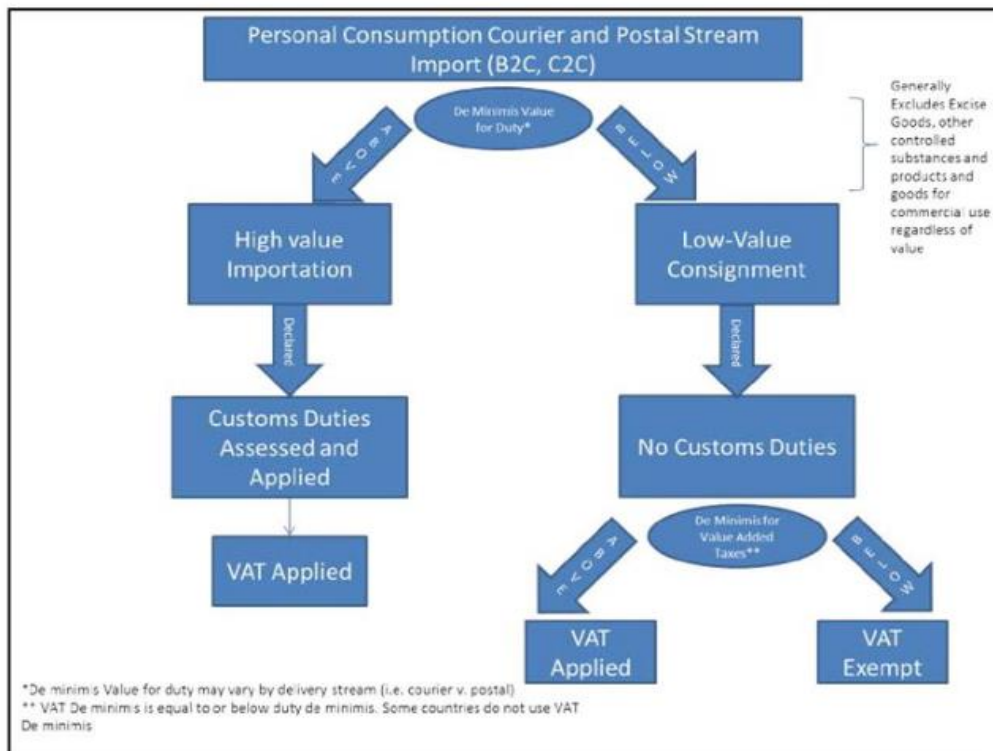 Personal Consumption Courier and Postal Stream
Import (B2C, C2C)
De Minimis Value
for Duty*
ABOVE
BELOW
Generally
Excludes Excise
Goods, other
controlled
substances and
products and
goods for
commercial use
regardless of
value
High value
Importation
Low-Value
Consignment
Declared
Declared
Customs Duties
Assessed and
Applied
No Customs Duties
De Minimis for
Value Added
Taxes**
ABOVE
BELOW
VAT Applied
VAT
Applied
VAT
Exempt
*De minimis Value for duty may vary by delivery stream (i.e. courier v. postal)
** VAT De minimis is equal to or below duty de minimis. Some countries do not use VAT
De minimis